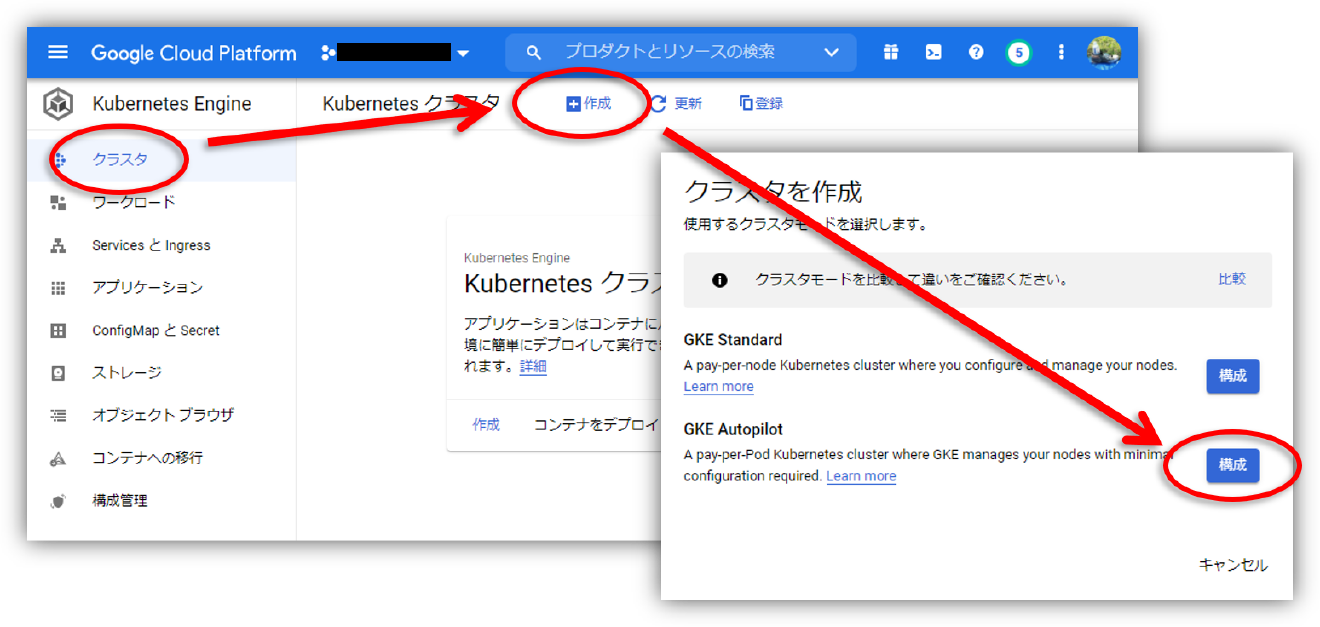 Google Cloud Platform
プロダクトとリソースの検索
5
Kubernetes Engine
Kubernetes クラスタ
作成
更新
登録
クラスタ
ワークロード
Services と Ingress
アプリケーション
ConfigMap と Secret
ストレージ
オブジェクト ブラウザ
コンテナへの移行
構成管理
Kubernetes Engine
Kubernetes クラス
アプリケーションはコンテナに
境に簡単にデプロイして実行でき
れます。詳細
作成
コンテナをデプロイ
クラスタを作成
使用するクラスタモードを選択します。
クラスタモードを比較して違いをご確認ください。
比較
GKE Standard
A pay-per-node Kubernetes cluster where you configure and manage your nodes.
Learn more
構成
GKE Autopilot
A pay-per-Pod Kubernetes cluster where GKE manages your nodes with minimal
configuration required. Learn more
構成
キャンセル